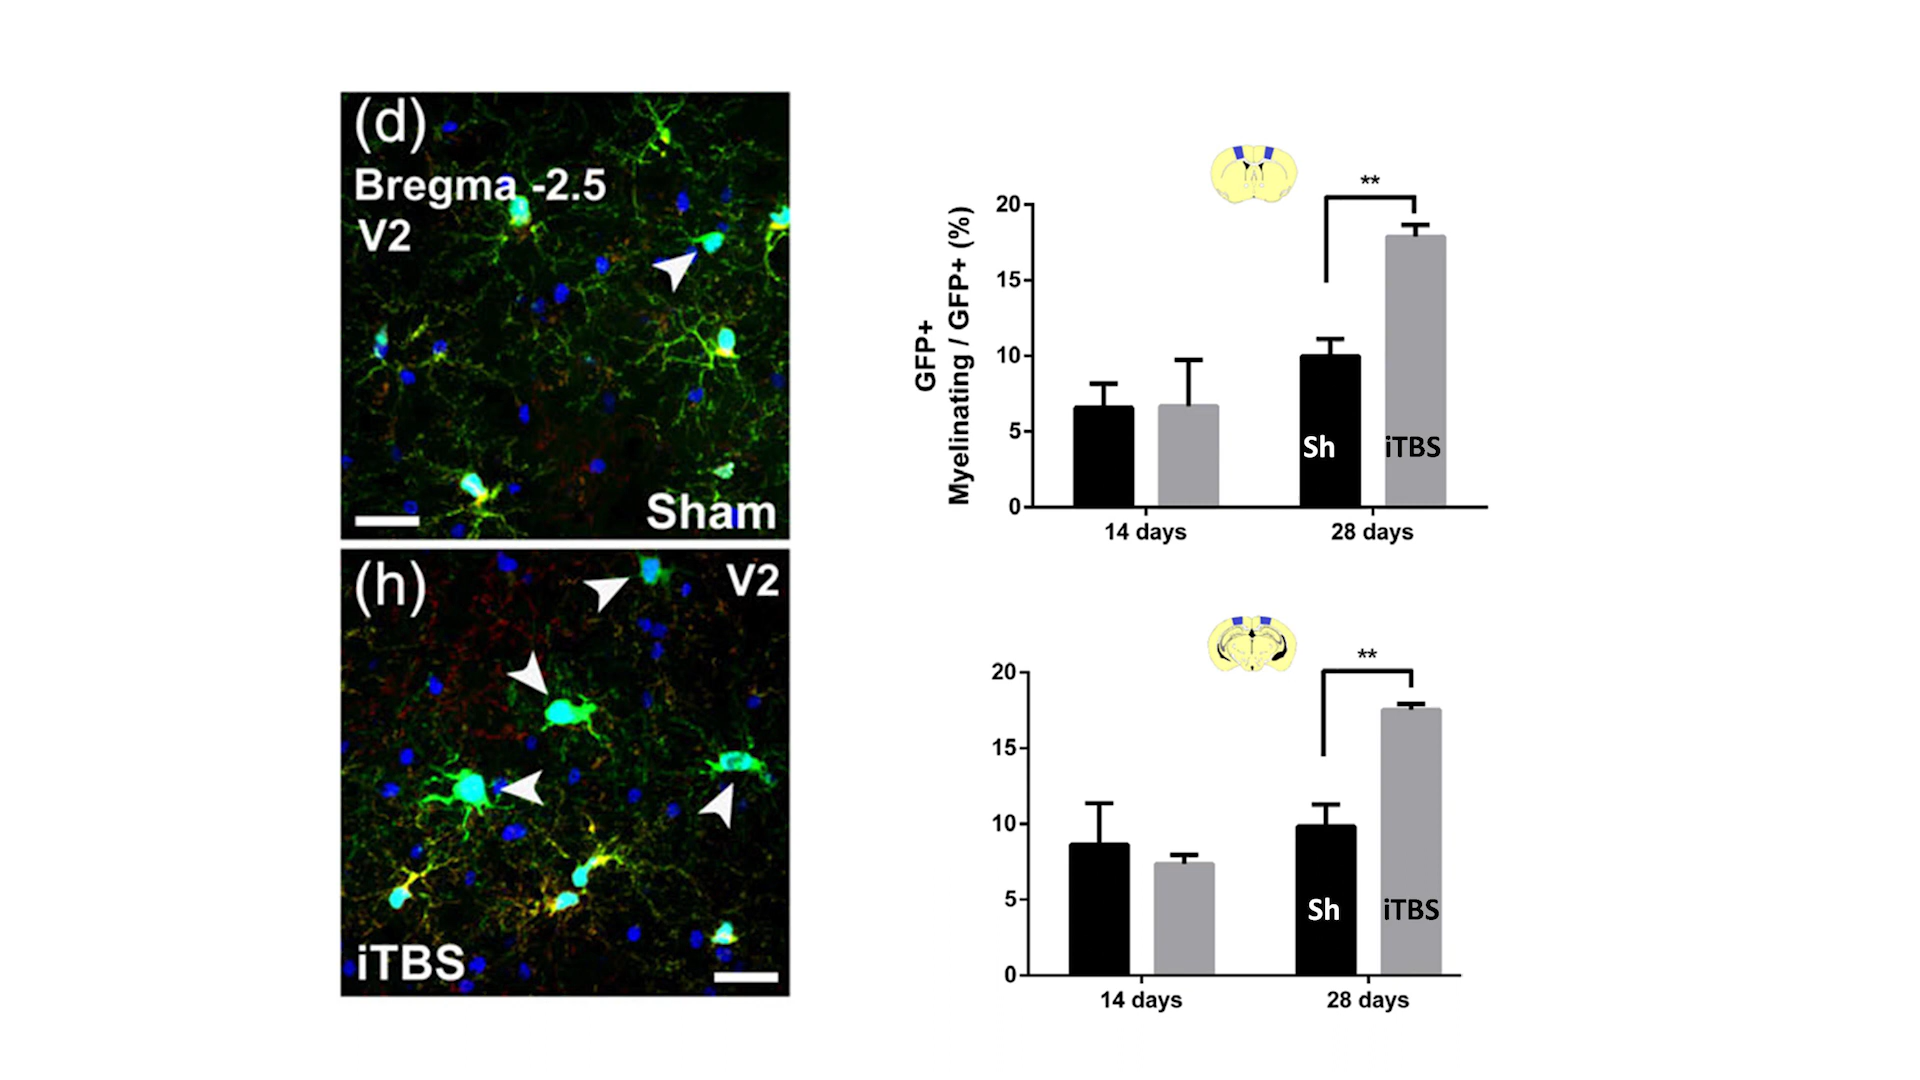 (d)
Bregma -2.5
V2
Sham
(h)
V2
iTBS
GFP+
Myelinating / GFP+ (%)
**
20
15
10
5
0
Sh
iTBS
14 days
28 days
**
20
15
10
5
0
Sh
iTBS
14 days
28 days